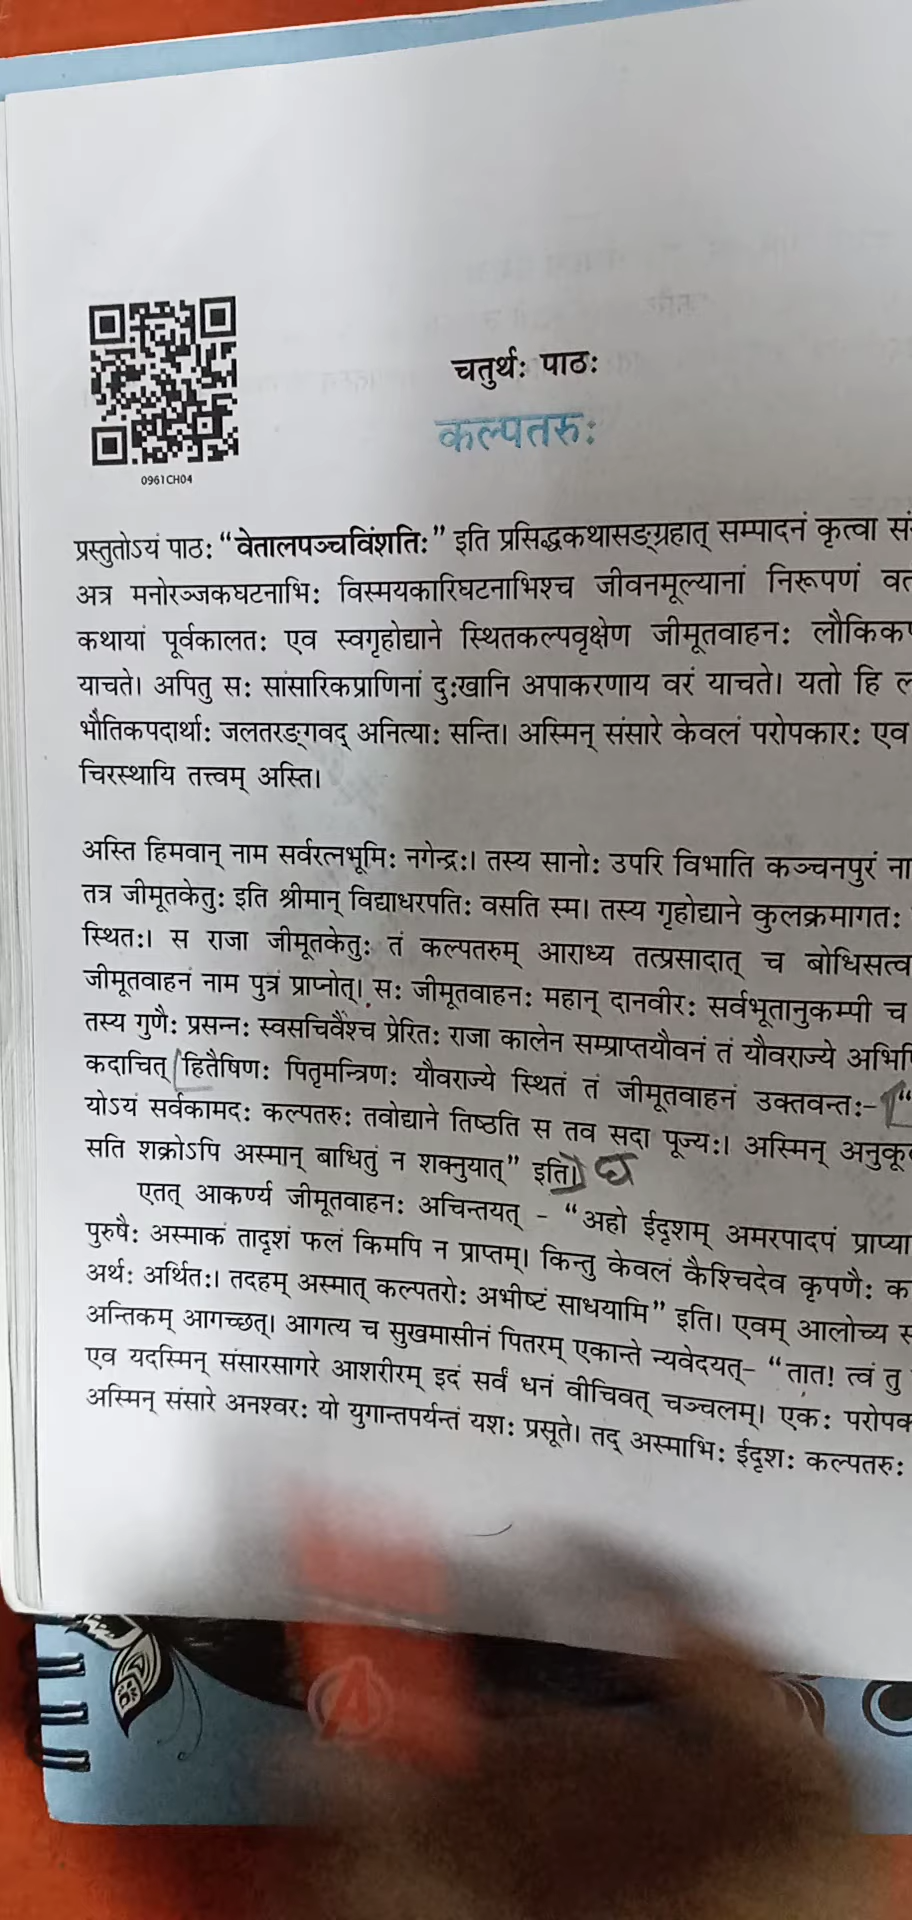 0961CH04
चतुर्थः पाठः
कल्पतरुः
प्रस्तुतोऽयं पाठः “वेतालपञ्चविंशतिः” इति प्रसिद्धकथासङ्ग्रहात् सम्पादनं कृत्वा
अत्र मनोरञ्जकघटनाभिः विस्मयकारिघटनाभिश्च जीवनमूल्यानां निरूपणं
कथायां पूर्वकालतः एव स्वगृहोद्याने स्थितकल्पवृक्षेण जीमूतवाहनः
याचते। अपितु सः सांसारिकप्राणिनां दुःखानि अपाकरणाय वरं याचते। यतो हि
भौतिकपदार्थाः जलतरङ्गवद् अनित्याः सन्ति। अस्मिन् संसारे केवलं परोपकारः एव
चिरस्थायि तत्त्वम् अस्ति।
अस्ति हिमवान् नाम सर्वरत्नभूमिः नगेन्द्रः। तस्य सानोः उपरि विभाति कञ्चनपुरं
तत्र जीमूतकेतुः इति श्रीमान् विद्याधरपतिः वसति स्म। तस्य गृहोद्याने कुलक्रमागतः
स्थितः। स राजा जीमूतकेतुः तं कल्पतरुम् आराध्य तत्प्रसादात् च
जीमूतवाहनं नाम पुत्रं प्राप्नोत्। सः जीमूतवाहनः महान् दानवीरः सर्वभूतानुकम्पी च
तस्य गुणैः प्रसन्नः स्वसचिवैश्च प्रेरितः राजा कालेन सम्प्राप्तयौवनं तं यौवराज्ये
कदाचित् हितैषिणः पितृमन्त्रिणः यौवराज्ये स्थितं तं जीमूतवाहनं उक्तवन्तः- “
योऽयं सर्वकामदः कल्पतरुः तवोद्याने तिष्ठति स तव सदा पूज्यः। अस्मिन्
सति शक्रोऽपि अस्मान् बाधितुं न शक्नुयात्” इति।
एतत् आकर्ण्य जीमूतवाहनः अचिन्तयत् - “अहो ईदृशम् अमरपादपं
पुरुषैः अस्माकं तादृशं फलं किमपि न प्राप्तम्। किन्तु केवलं कैश्चिदेव कृपणैः
अर्थः अर्थितः। तदहम् अस्मात् कल्पतरोः अभीष्टं साधयामि” इति। एवम् आलोच्य
अन्तिकम् आगच्छत्। आगत्य च सुखमासीनं पितरम् एकान्ते न्यवेदयत्- “तात! त्वं तु
एव यदस्मिन् संसारसागरे आशरीरम् इदं सर्वं धनं वीचिवत् चञ्चलम्। एकः
अस्मिन् संसारे अनश्वरः यो युगान्तपर्यन्तं यशः प्रसूते। तद् अस्माभिः ईदृशः कल्पतरुः